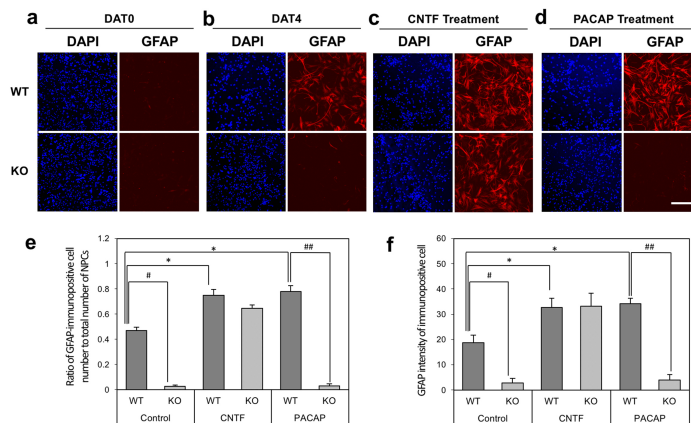 a DAT0
DAPI GFAP
b DAT4
DAPI GFAP
c CNTF Treatment
DAPI GFAP
d PACAP Treatment
DAPI GFAP
WT
KO
e
Ratio of GFAP-immunopositive cell
number to total number of NPCs
1.2
1
0.8
0.6
0.4
0.2
0
* * # ##
WT KO WT KO WT KO
Control CNTF PACAP
f
GFAP intensity of immunopositive cell
60
50
40
30
20
10
0
* * # ##
WT KO WT KO WT KO
Control CNTF PACAP